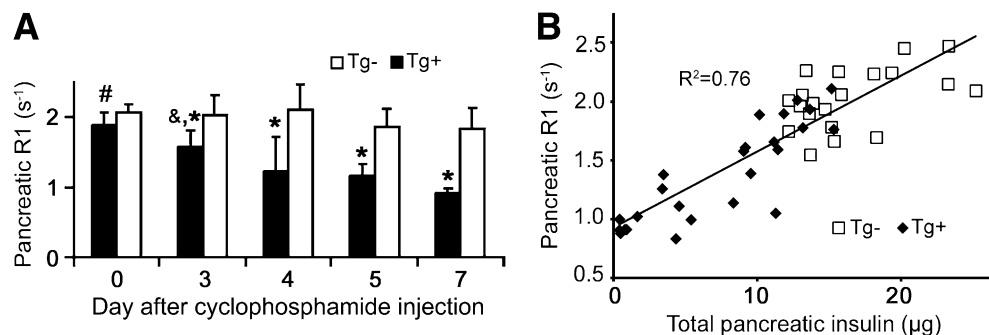 A
Tg- Tg+
Pancreatic R1 (s⁻¹)
2
1
0
#
&,*
*
*
*
0 3 4 5 7
Day after cyclophosphamide injection
B
Pancreatic R1 (s⁻¹)
2.5
2.0
1.5
1.0
0.5
R²=0.76
Tg- Tg+
0 10 20
Total pancreatic insulin (µg)